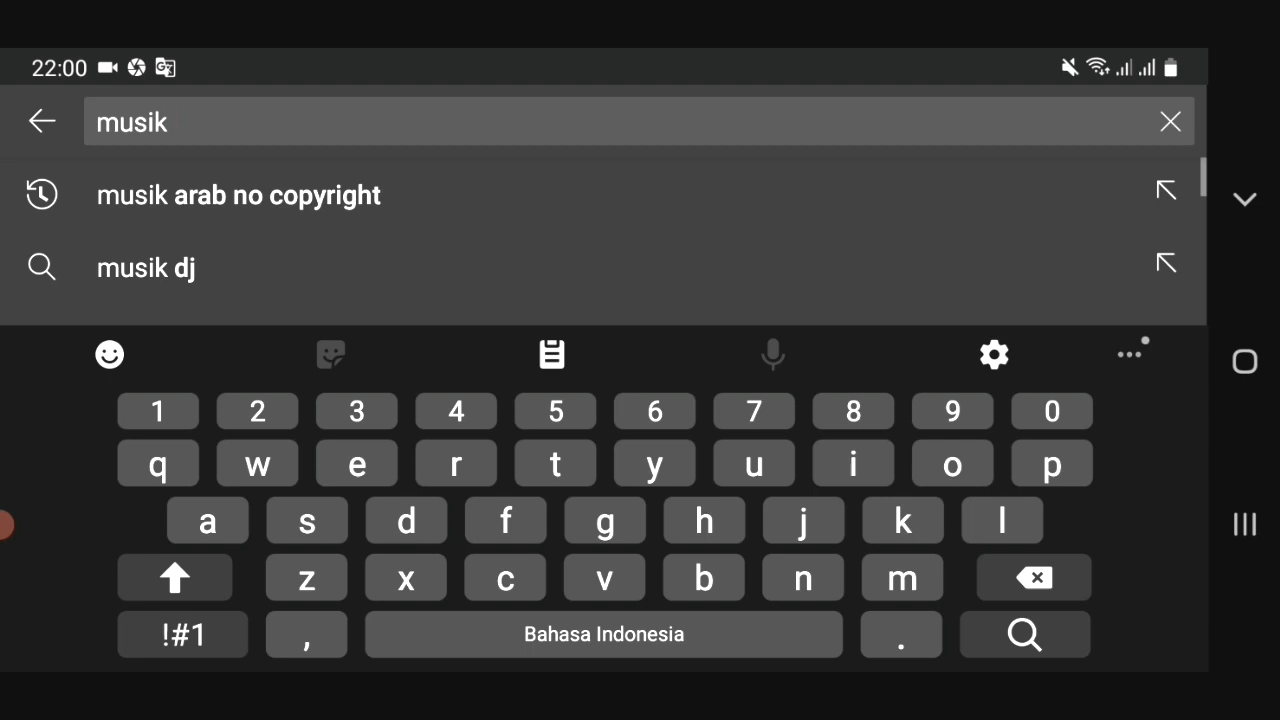 22:00
musik
musik arab no copyright
musik dj
1 2 3 4 5 6 7 8 9 0
q w e r t y u i o p
a s d f g h j k l
z x c v b n m
!#1 , Bahasa Indonesia .